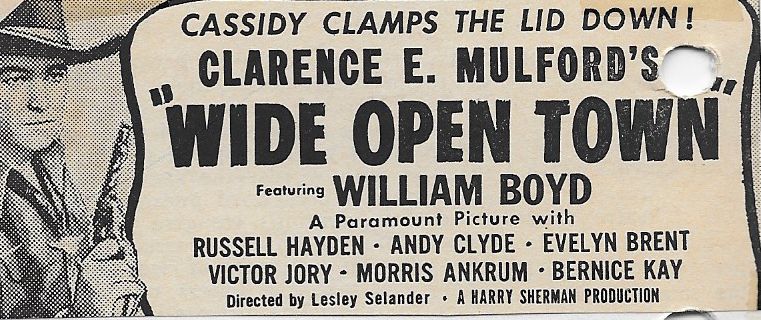 CASSIDY CLAMPS THE LID DOWN!
CLARENCE E. MULFORD'S
"WIDE OPEN TOWN"
Featuring WILLIAM BOYD
A Paramount Picture with
RUSSELL HAYDEN · ANDY CLYDE · EVELYN BRENT
VICTOR JORY · MORRIS ANKRUM · BERNICE KAY
Directed by Lesley Selander · A HARRY SHERMAN PRODUCTION